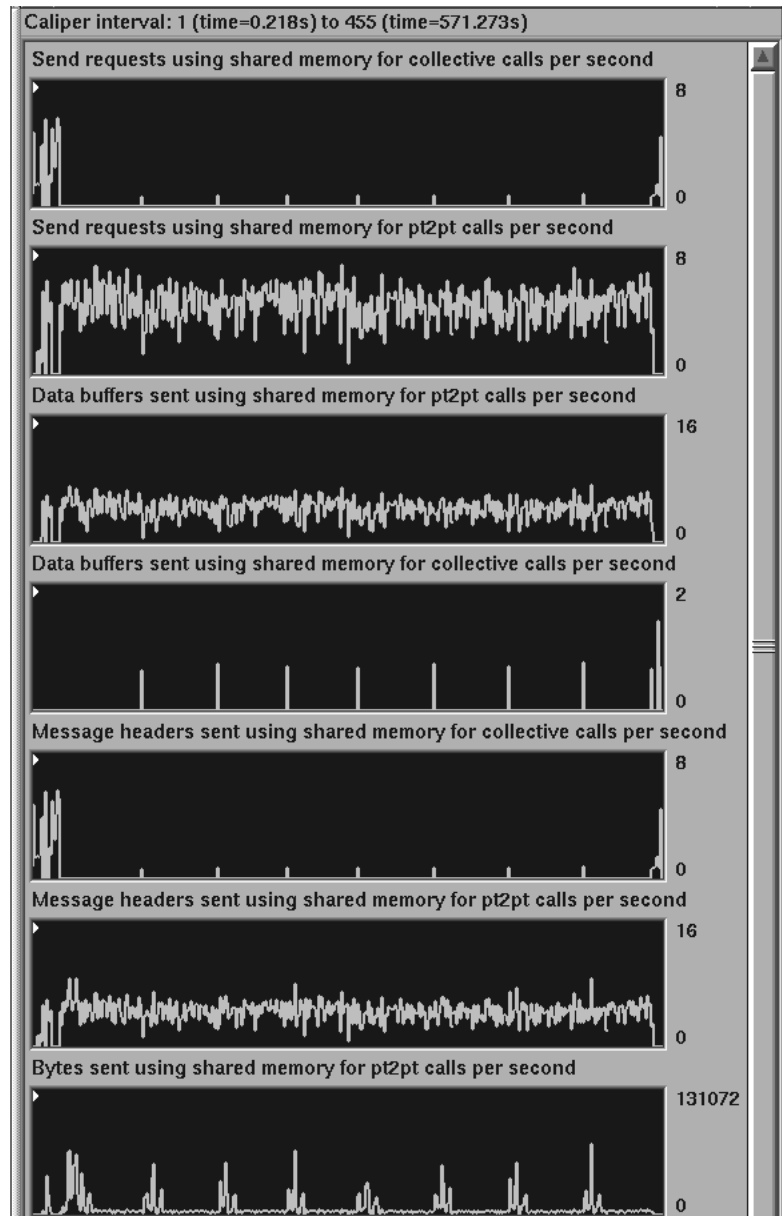 Caliper interval: 1 (time=0.218s) to 455 (time=571.273s)
Send requests using shared memory for collective calls per second
8
0
Send requests using shared memory for pt2pt calls per second
8
0
Data buffers sent using shared memory for pt2pt calls per second
16
0
Data buffers sent using shared memory for collective calls per second
2
0
Message headers sent using shared memory for collective calls per second
8
0
Message headers sent using shared memory for pt2pt calls per second
16
0
Bytes sent using shared memory for pt2pt calls per second
131072
0